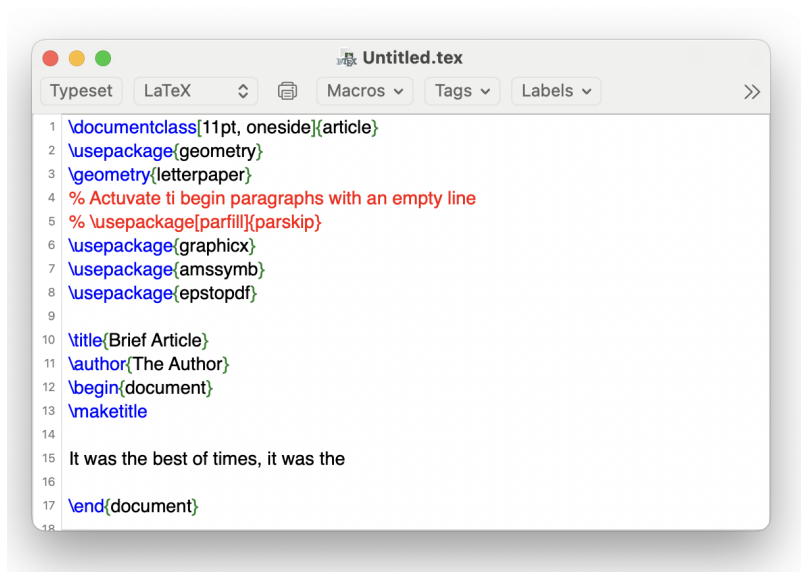 Untitled.tex
Typeset LaTeX Macros Tags Labels
1 \documentclass[11pt, oneside]{article}
2 \usepackage{geometry}
3 \geometry{letterpaper}
4 % Actuvate ti begin paragraphs with an empty line
5 % \usepackage[parfill]{parskip}
6 \usepackage{graphicx}
7 \usepackage{amssymb}
8 \usepackage{epstopdf}
9
10 \title{Brief Article}
11 \author{The Author}
12 \begin{document}
13 \maketitle
14
15 It was the best of times, it was the
16
17 \end{document}
18